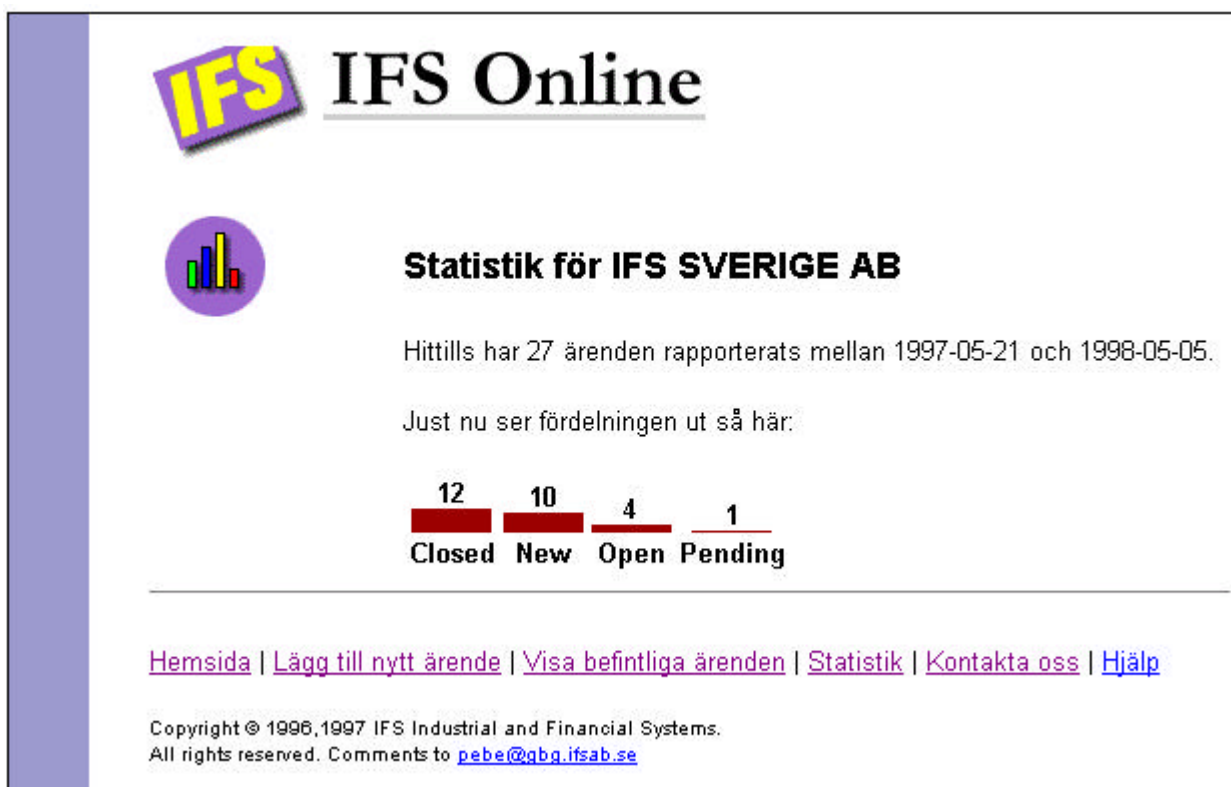 IFS
IFS Online
Statistik för IFS SVERIGE AB
Hittills har 27 ärenden rapporterats mellan 1997-05-21 och 1998-05-05.
Just nu ser fördelningen ut så här:
12 10 4 1
Closed New Open Pending
Hemsida | Lägg till nytt ärende | Visa befintliga ärenden | Statistik | Kontakta oss | Hjälp
Copyright © 1996,1997 IFS Industrial and Financial Systems.
All rights reserved. Comments to pebe@gbg.ifsab.se